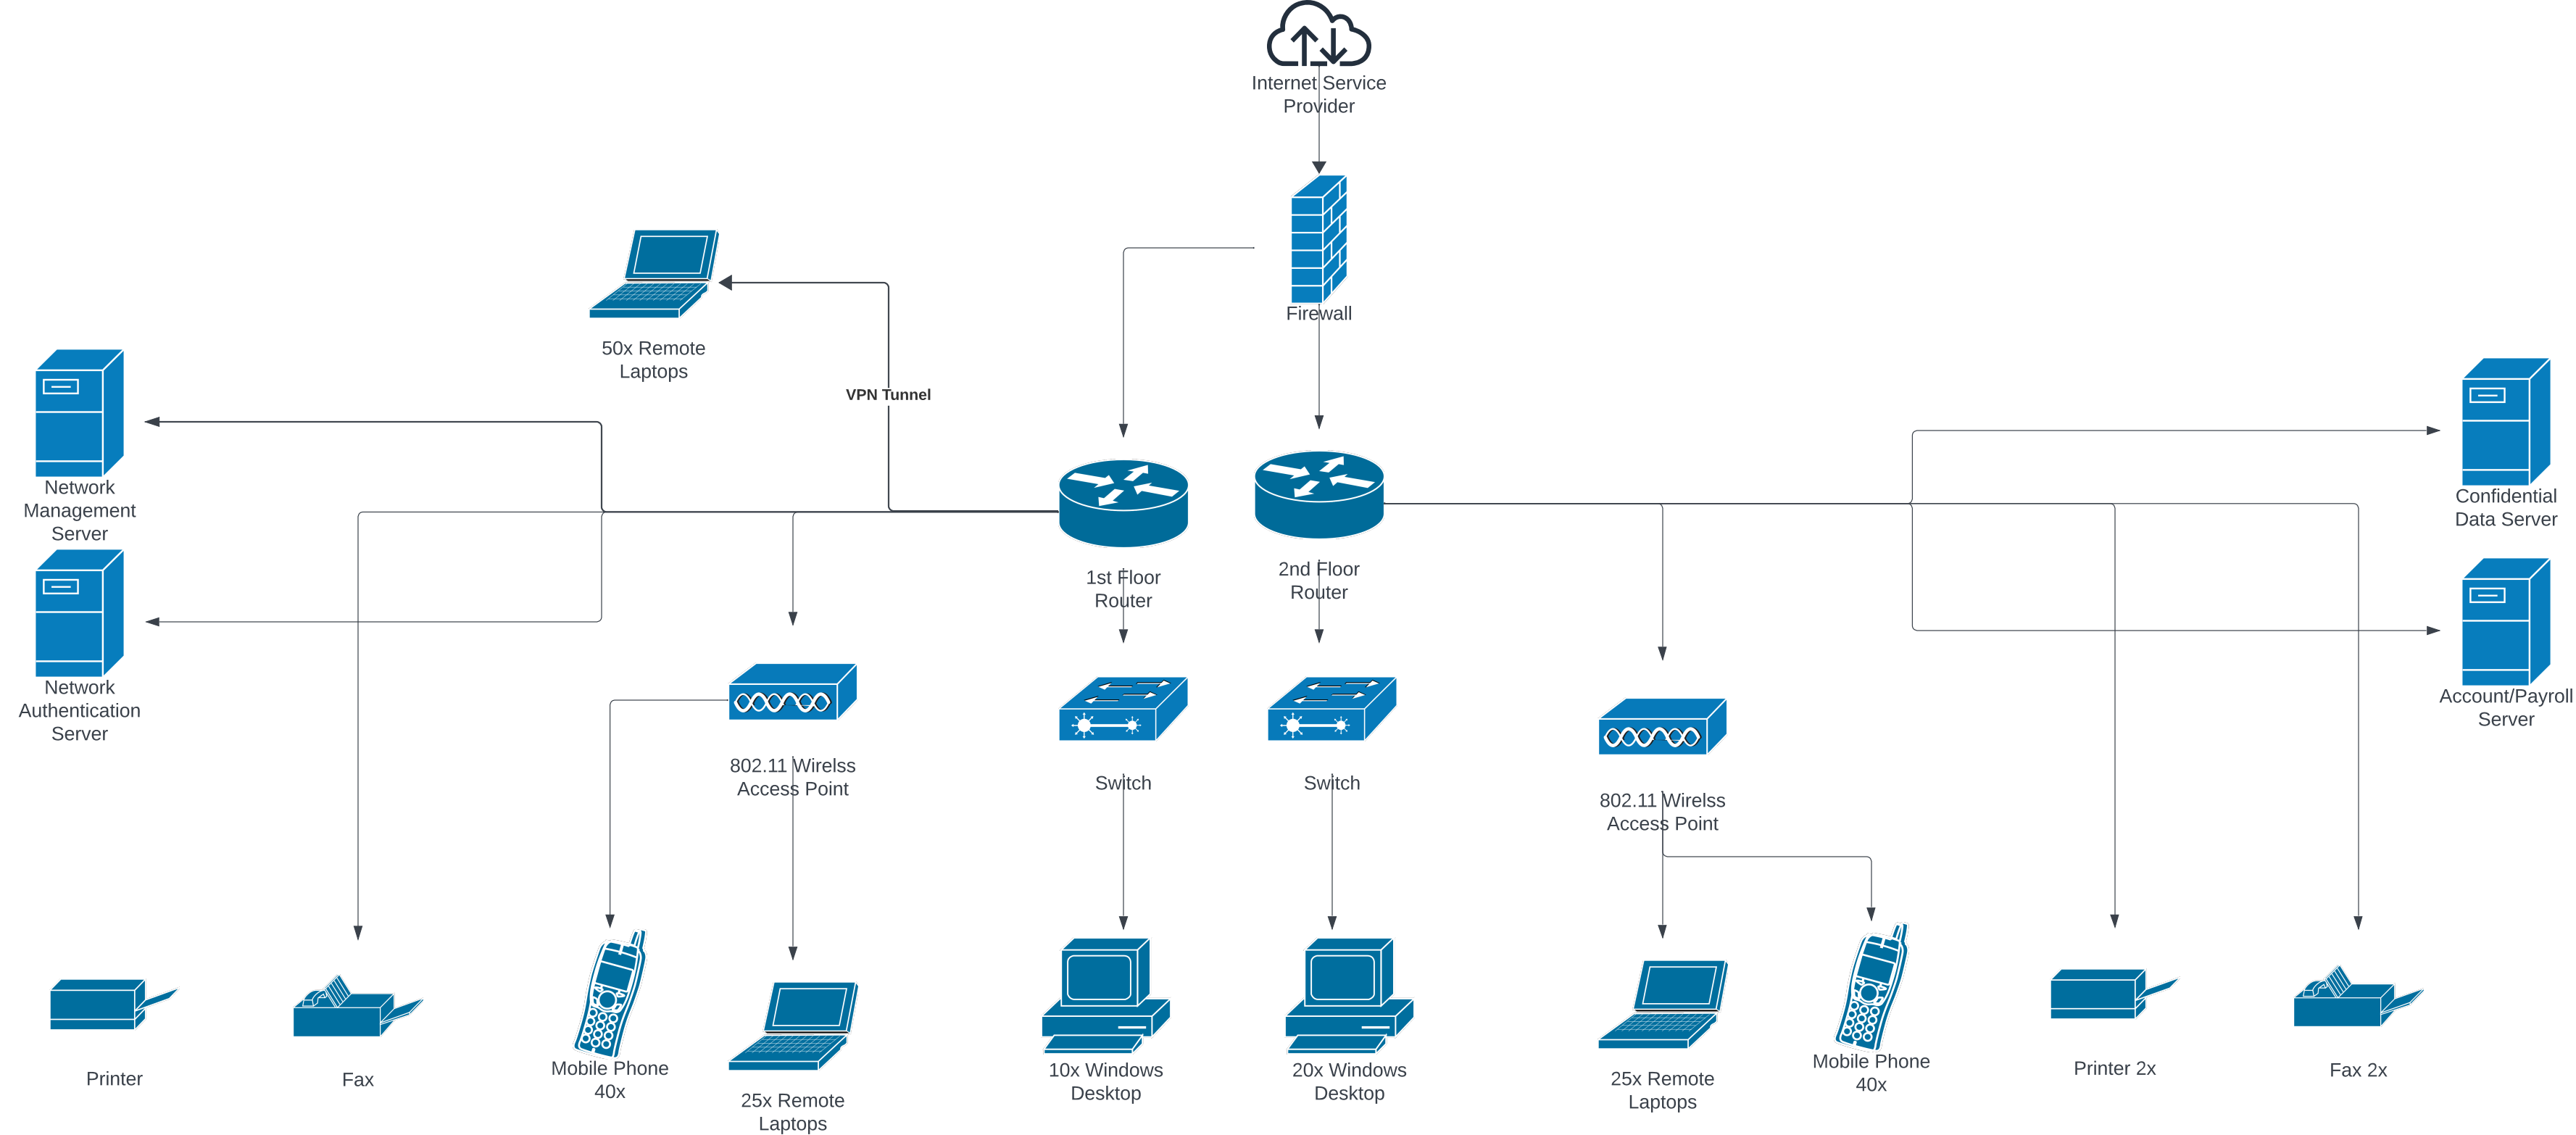 Internet Service
Provider
Firewall
50x Remote
Laptops
VPN Tunnel
Network
Management
Server
Confidential
Data Server
1st Floor
Router
2nd Floor
Router
Network
Authentication
Server
Account/Payroll
Server
802.11 Wirelss
Access Point
Switch
Switch
802.11 Wirelss
Access Point
Printer
Fax
Mobile Phone
40x
25x Remote
Laptops
10x Windows
Desktop
20x Windows
Desktop
25x Remote
Laptops
Mobile Phone
40x
Printer 2x
Fax 2x